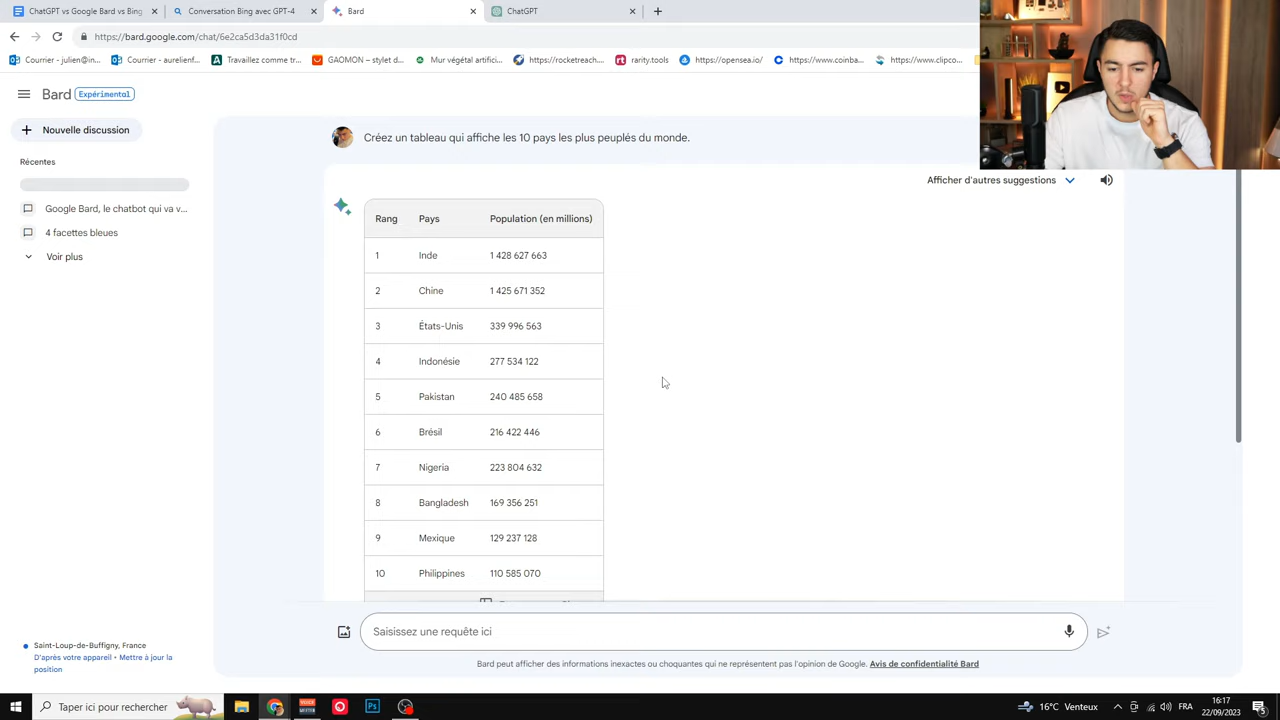 ChatGPT vs Google Bard vs Bing
Conversation Bing avec GPT-4
Bard
ChatGPT
https://bard.google.com/chat/6e2ca5d3da31f0cd
Courrier - julien@in...
Courrier - aurelienf...
Travaillez comme tr...
GAOMON – stylet d...
Mur végétal artifici...
https://rocketreach...
rarity.tools
https://opensea.io/
https://www.coinba...
https://www.clipco...
Bard Expérimental
Nouvelle discussion
Récentes
Google Bard, le chatbot qui va v...
4 facettes bleues
Voir plus
Créez un tableau qui affiche les 10 pays les plus peuplés du monde.
Afficher d'autres suggestions
Rang Pays Population (en millions)
1 Inde 1 428 627 663
2 Chine 1 425 671 352
3 États-Unis 339 996 563
4 Indonésie 277 534 122
5 Pakistan 240 485 658
6 Brésil 216 422 446
7 Nigeria 223 804 632
8 Bangladesh 169 356 251
9 Mexique 129 237 128
10 Philippines 110 585 070
Saisissez une requête ici
Bard peut afficher des informations inexactes ou choquantes qui ne représentent pas l'opinion de Google. Avis de confidentialité Bard
Saint-Loup-de-Buffigny, France
D'après votre appareil • Mettre à jour la
position
Taper ici pour rechercher
16°C Venteux
FRA
16:17
22/09/2023